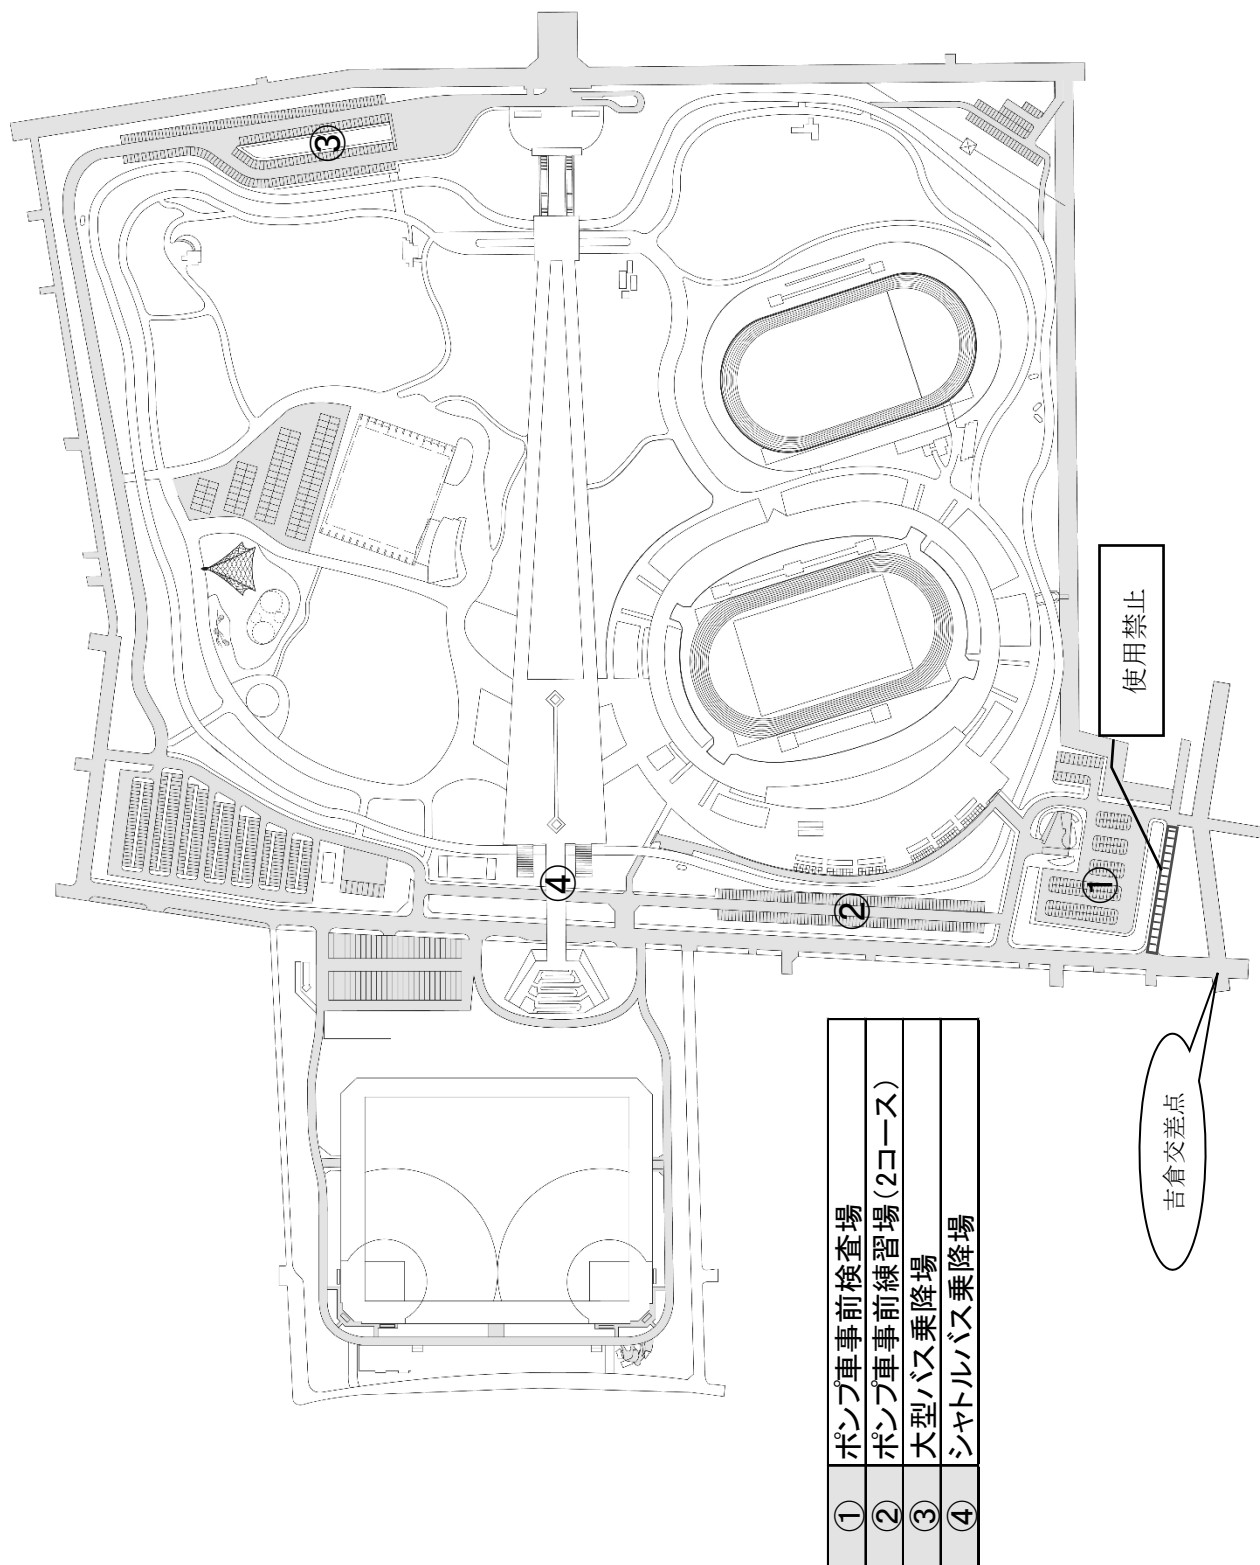 ③
④
②
①
使用禁止
吉倉交差点
① ポンプ車事前検査場
② ポンプ車事前練習場(2コース)
③ 大型バス乗降場
④ シャトルバス乗降場